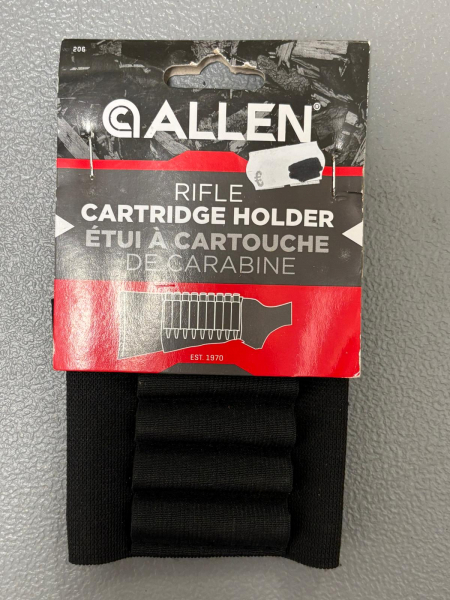 206
ALLEN®
RIFLE
CARTRIDGE HOLDER
ÉTUI À CARTOUCHE
DE CARABINE
EST. 1970